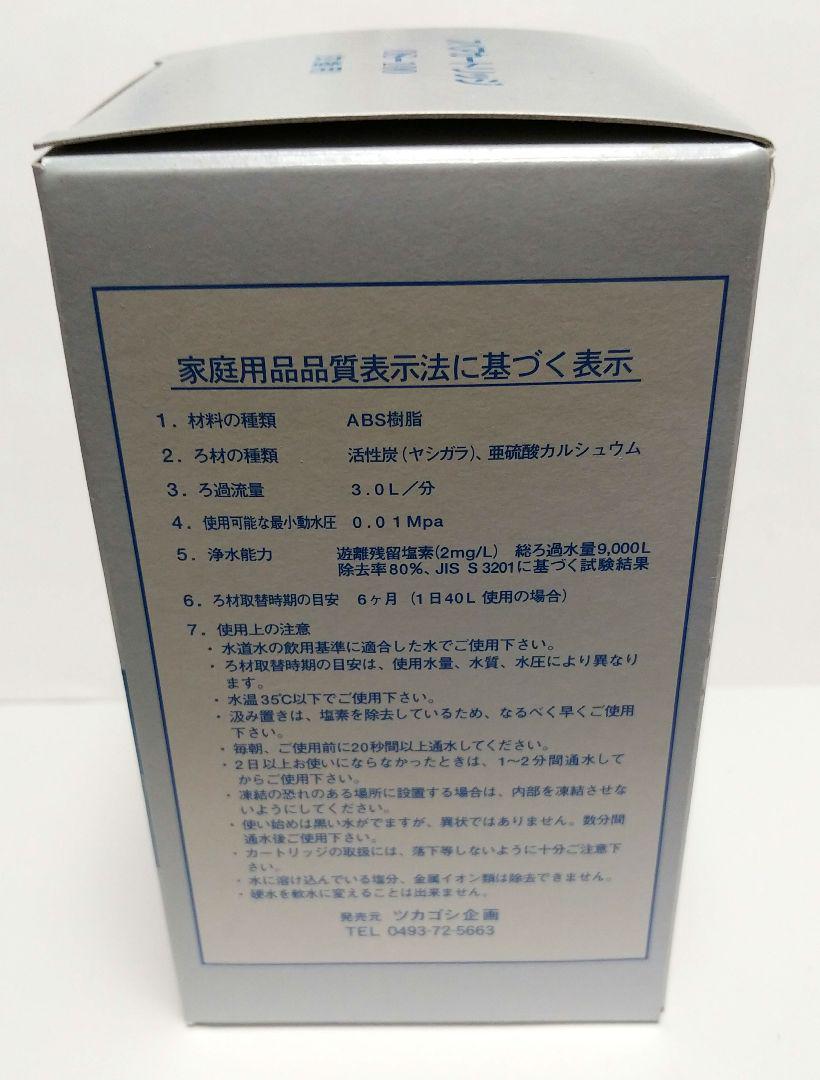 家庭用品品質表示法に基づく表示
1. 材料の種類 ABS樹脂
2. ろ材の種類 活性炭(ヤシガラ)、亜硫酸カルシュウム
3. ろ過流量 3.0L/分
4. 使用可能な最小動水圧 0.01Mpa
5. 浄水能力 遊離残留塩素(2mg/L) 総ろ過水量9,000L
除去率80%、JIS S 3201に基づく試験結果
6. ろ材取替時期の目安 6ヶ月 (1日40L 使用の場合)
7. 使用上の注意
・水道水の飲用基準に適合した水でご使用下さい。
・ろ材取替時期の目安は、使用水量、水質、水圧により異なり
ます。
・水温35℃以下でご使用下さい。
・汲み置きは、塩素を除去しているため、なるべく早くご使用
下さい。
・毎朝、ご使用前に20秒間以上通水してください。
・2日以上お使いにならなかったときは、1~2分間通水して
からご使用下さい。
・凍結の恐れのある場所に設置する場合は、内部を凍結させな
いようにしてください。
・使い始めは黒い水がでますが、異状ではありません。数分間
通水後ご使用下さい。
・カートリッジの取扱には、落下等しないように十分ご注意下
さい。
・水に溶け込んでいる塩分、金属イオン類は除去できません。
・硬水を軟水に変えることは出来ません。
発売元 ツカゴシ企画
TEL 0493-72-5663